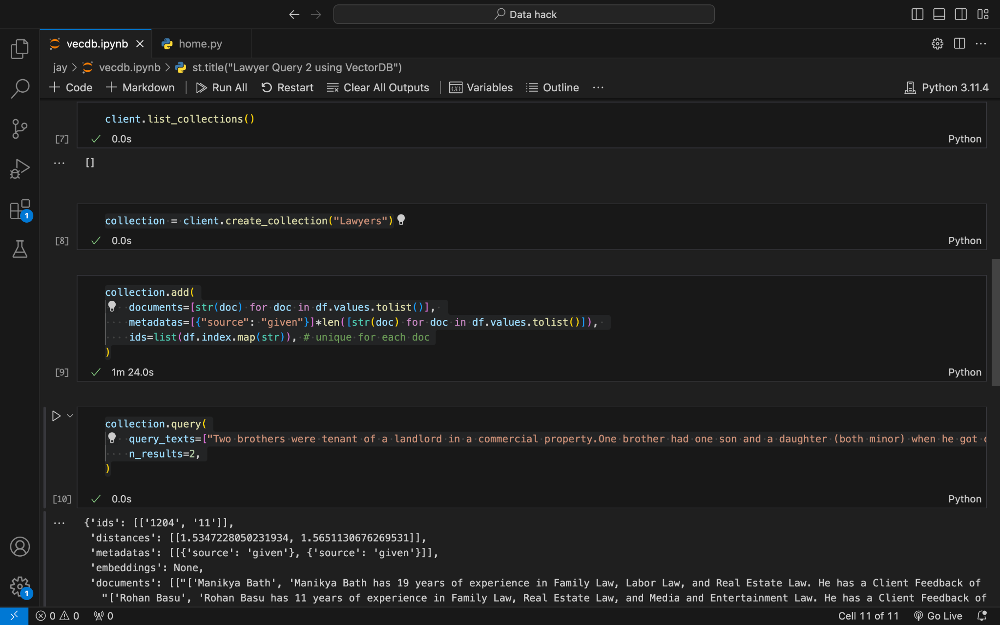 Data hack
vecdb.ipynb
home.py
jay > vecdb.ipynb > st.title("Lawyer Query 2 using VectorDB")
+ Code + Markdown Run All Restart Clear All Outputs Variables Outline ... Python 3.11.4
client.list_collections()
[7] ✓ 0.0s Python
... []
collection = client.create_collection("Lawyers")
[8] ✓ 0.0s Python
collection.add(
documents=[str(doc) for doc in df.values.tolist()],
metadatas=[{"source": "given"}]*len([str(doc) for doc in df.values.tolist()]),
ids=list(df.index.map(str)), # unique for each doc
)
[9] ✓ 1m 24.0s Python
collection.query(
query_texts=["Two brothers were tenant of a landlord in a commercial property.One brother had one son and a daughter (both minor) when he got
n_results=2,
)
[10] ✓ 0.0s Python
... {'ids': [['1204', '11']],
'distances': [[1.5347228050231934, 1.5651130676269531]],
'metadatas': [[{'source': 'given'}, {'source': 'given'}]],
'embeddings': None,
'documents': [["['Manikya Bath', 'Manikya Bath has 19 years of experience in Family Law, Labor Law, and Real Estate Law. He has a Client Feedback of
"['Rohan Basu', 'Rohan Basu has 11 years of experience in Family Law, Real Estate Law, and Media and Entertainment Law. He has a Client Feedback of
1
1
0 0 0 Cell 11 of 11 Go Live